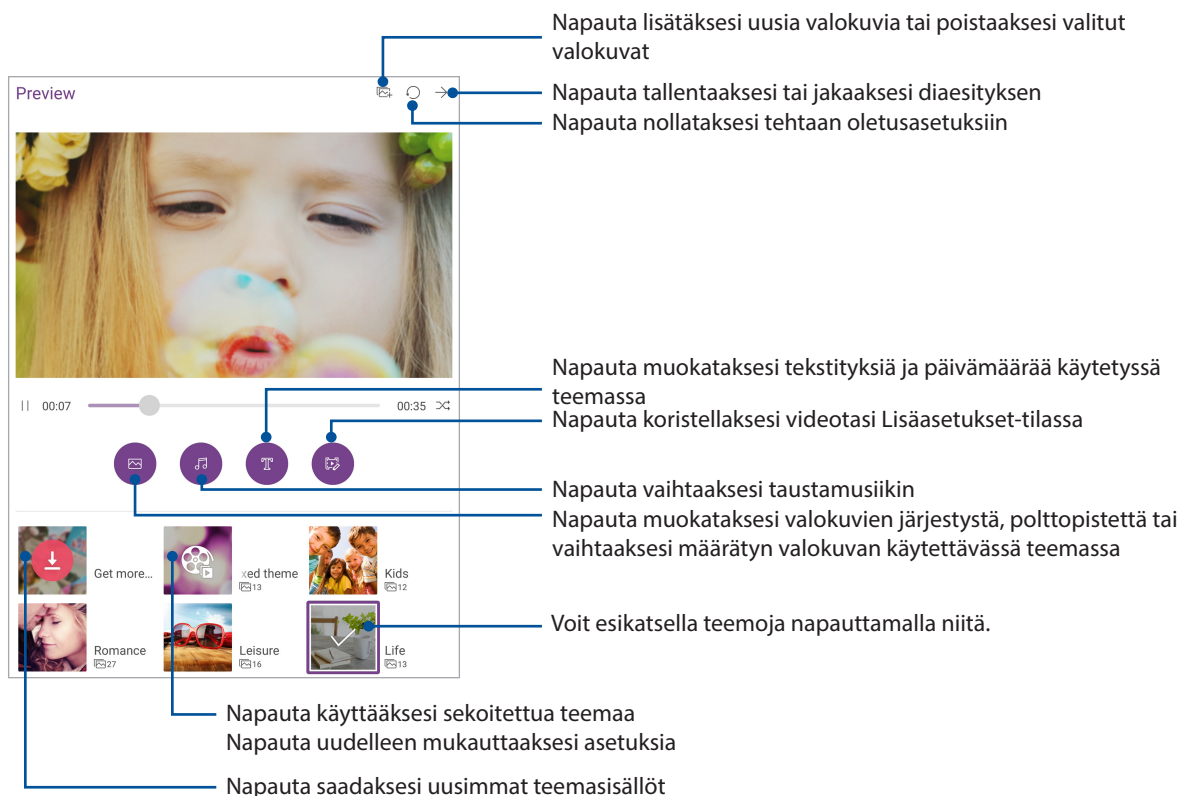 Napauta lisätäksesi uusia valokuvia tai poistaaksesi valitut
valokuvat
Preview
Napauta tallentaaksesi tai jakaaksesi diaesityksen
Napauta nollataksesi tehtaan oletusasetuksiin
Napauta muokataksesi tekstityksiä ja päivämäärää käytetyssä
teemassa
00:07
00:35
Napauta koristellaksesi videotasi Lisäasetukset-tilassa
Napauta vaihtaaksesi taustamusiikin
Napauta muokataksesi valokuvien järjestystä, polttopistettä tai
vaihtaaksesi määrätyn valokuvan käytettävässä teemassa
Get more...
xed theme
13
Kids
12
Romance
27
Leisure
16
Life
13
Voit esikatsella teemoja napauttamalla niitä.
Napauta käyttääksesi sekoitettua teemaa
Napauta uudelleen mukauttaaksesi asetuksia
Napauta saadaksesi uusimmat teemasisällöt